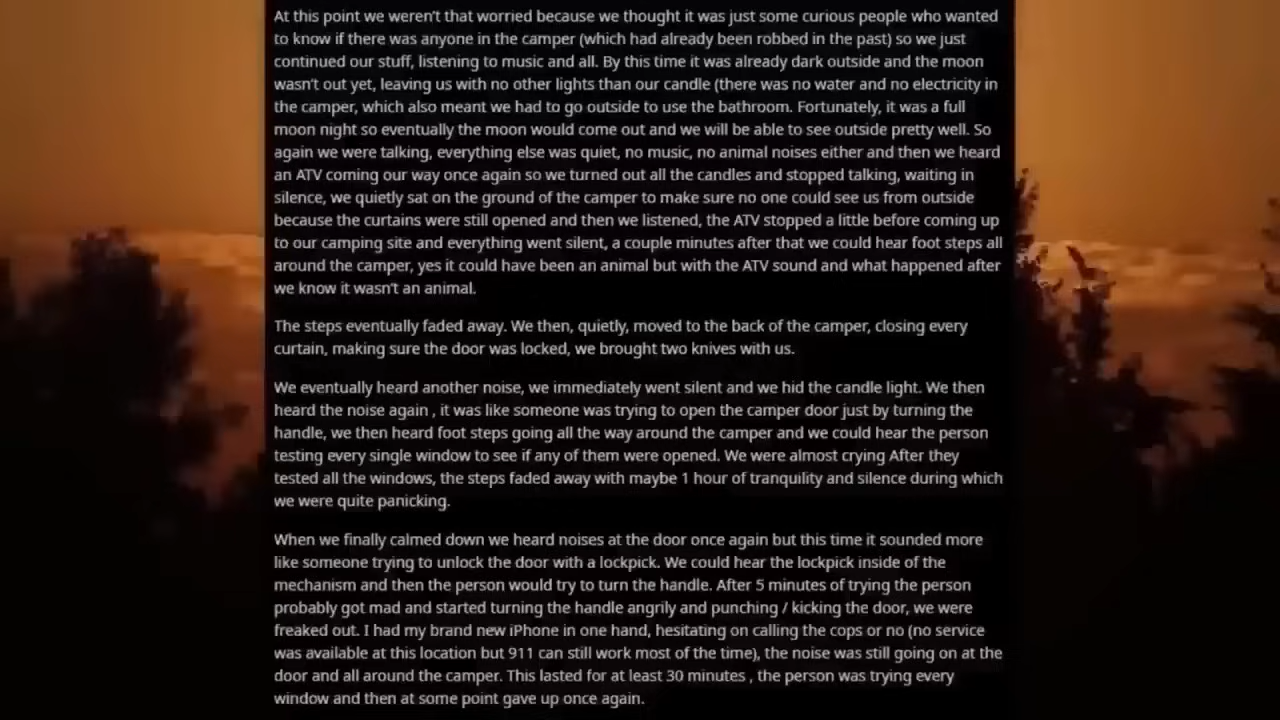 At this point we weren't that worried because we thought it was just some curious people who wanted
to know if there was anyone in the camper (which had already been robbed in the past) so we just
continued our stuff, listening to music and all. By this time it was already dark outside and the moon
wasn't out yet, leaving us with no other lights than our candle (there was no water and no electricity in
the camper, which also meant we had to go outside to use the bathroom. Fortunately, it was a full
moon night so eventually the moon would come out and we will be able to see outside pretty well. So
again we were talking, everything else was quiet, no music, no animal noises either and then we heard
an ATV coming our way once again so we turned out all the candles and stopped talking, waiting in
silence, we quietly sat on the ground of the camper to make sure no one could see us from outside
because the curtains were still opened and then we listened, the ATV stopped a little before coming up
to our camping site and everything went silent, a couple minutes after that we could hear foot steps all
around the camper, yes it could have been an animal but with the ATV sound and what happened after
we know it wasn't an animal.
The steps eventually faded away. We then, quietly, moved to the back of the camper, closing every
curtain, making sure the door was locked, we brought two knives with us.
We eventually heard another noise, we immediately went silent and we hid the candle light. We then
heard the noise again , it was like someone was trying to open the camper door just by turning the
handle, we then heard foot steps going all the way around the camper and we could hear the person
testing every single window to see if any of them were opened. We were almost crying After they
tested all the windows, the steps faded away with maybe 1 hour of tranquility and silence during which
we were quite panicking.
When we finally calmed down we heard noises at the door once again but this time it sounded more
like someone trying to unlock the door with a lockpick. We could hear the lockpick inside of the
mechanism and then the person would try to turn the handle. After 5 minutes of trying the person
probably got mad and started turning the handle angrily and punching / kicking the door, we were
freaked out. I had my brand new iPhone in one hand, hesitating on calling the cops or no (no service
was available at this location but 911 can still work most of the time), the noise was still going on at the
door and all around the camper. This lasted for at least 30 minutes , the person was trying every
window and then at some point gave up once again.